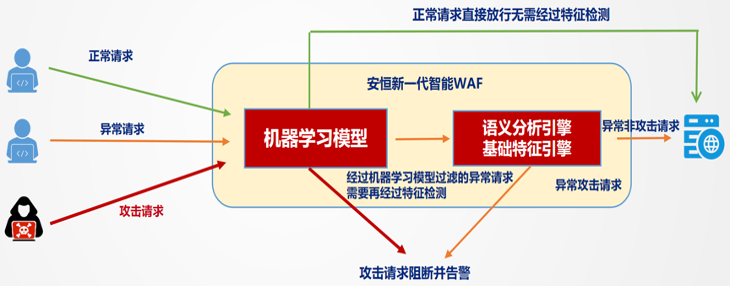 正常请求直接放行无需经过特征检测
正常请求
安恒新一代智能WAF
异常请求
机器学习模型
语义分析引擎
基础特征引擎
异常非攻击请求
经过机器学习模型过滤的异常请求
需要再经过特征检测
异常攻击请求
攻击请求
攻击请求阻断并告警